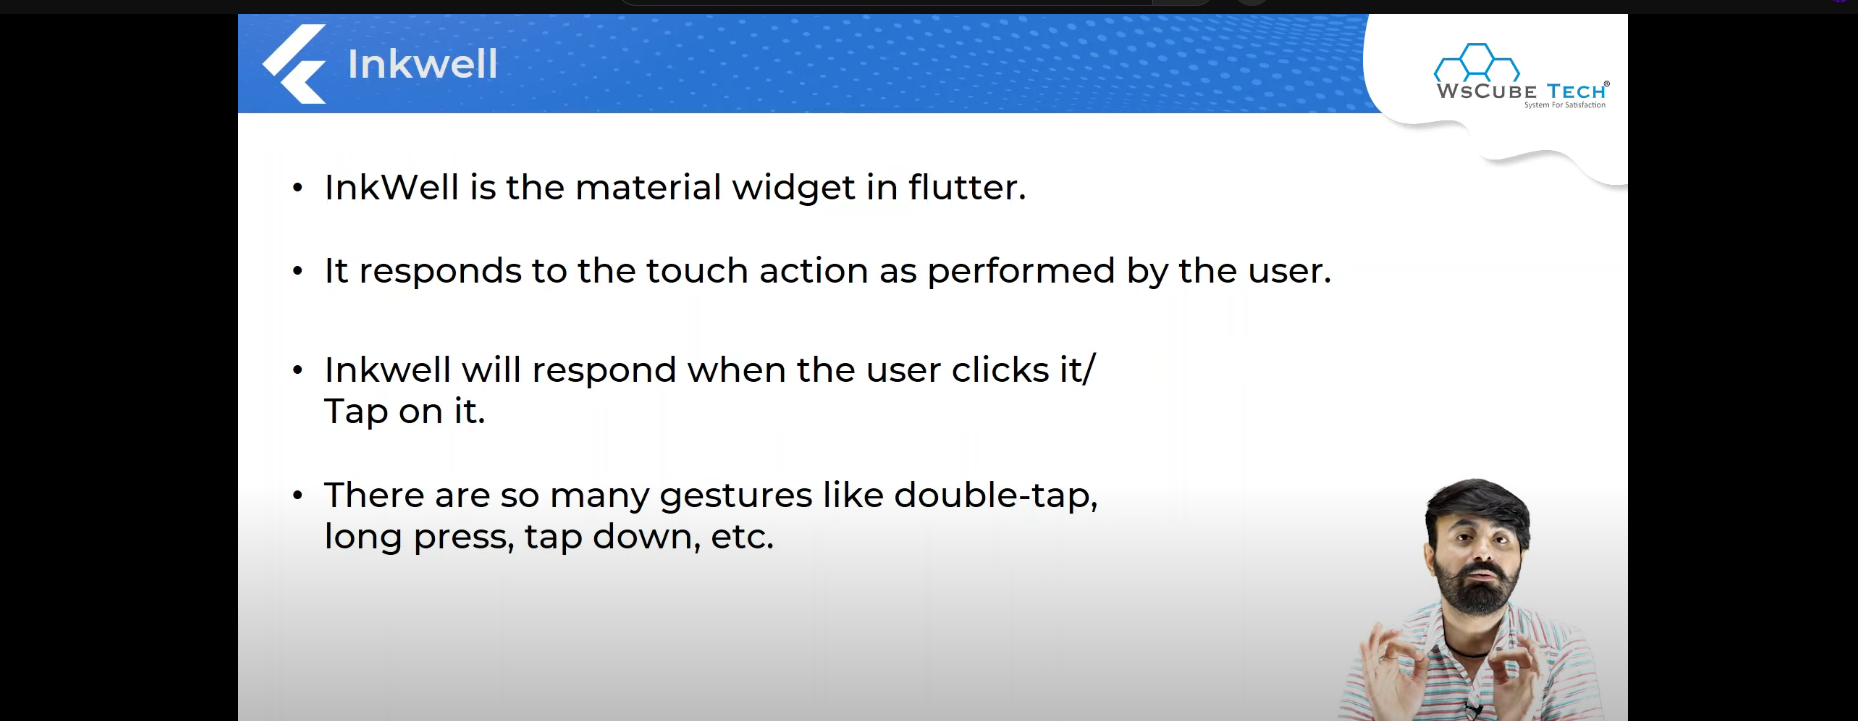 Inkwell
WsCube Tech®
System For Satisfaction
• InkWell is the material widget in flutter.
• It responds to the touch action as performed by the user.
• Inkwell will respond when the user clicks it/
Tap on it.
• There are so many gestures like double-tap,
long press, tap down, etc.